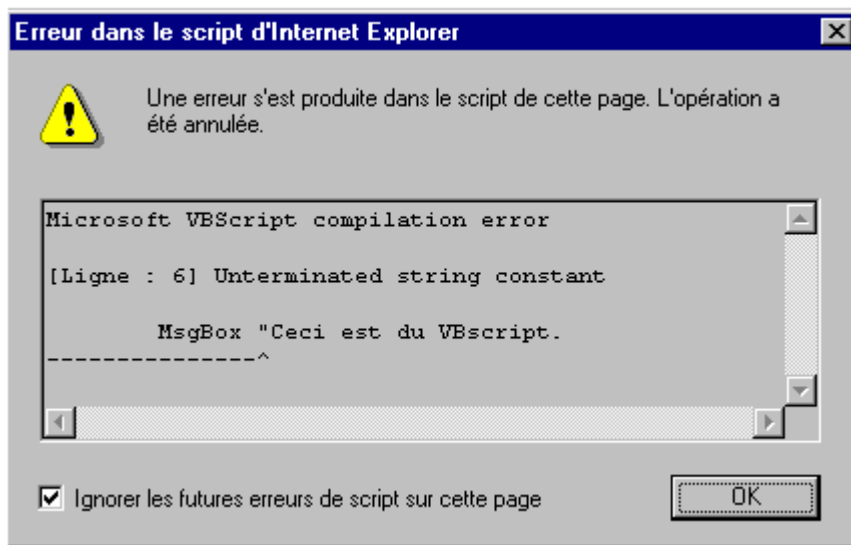 Erreur dans le script d'Internet Explorer
Une erreur s'est produite dans le script de cette page. L'opération a
été annulée.
Microsoft VBScript compilation error
[Ligne : 6] Unterminated string constant
MsgBox "Ceci est du VBscript.
---------------^
Ignorer les futures erreurs de script sur cette page
OK